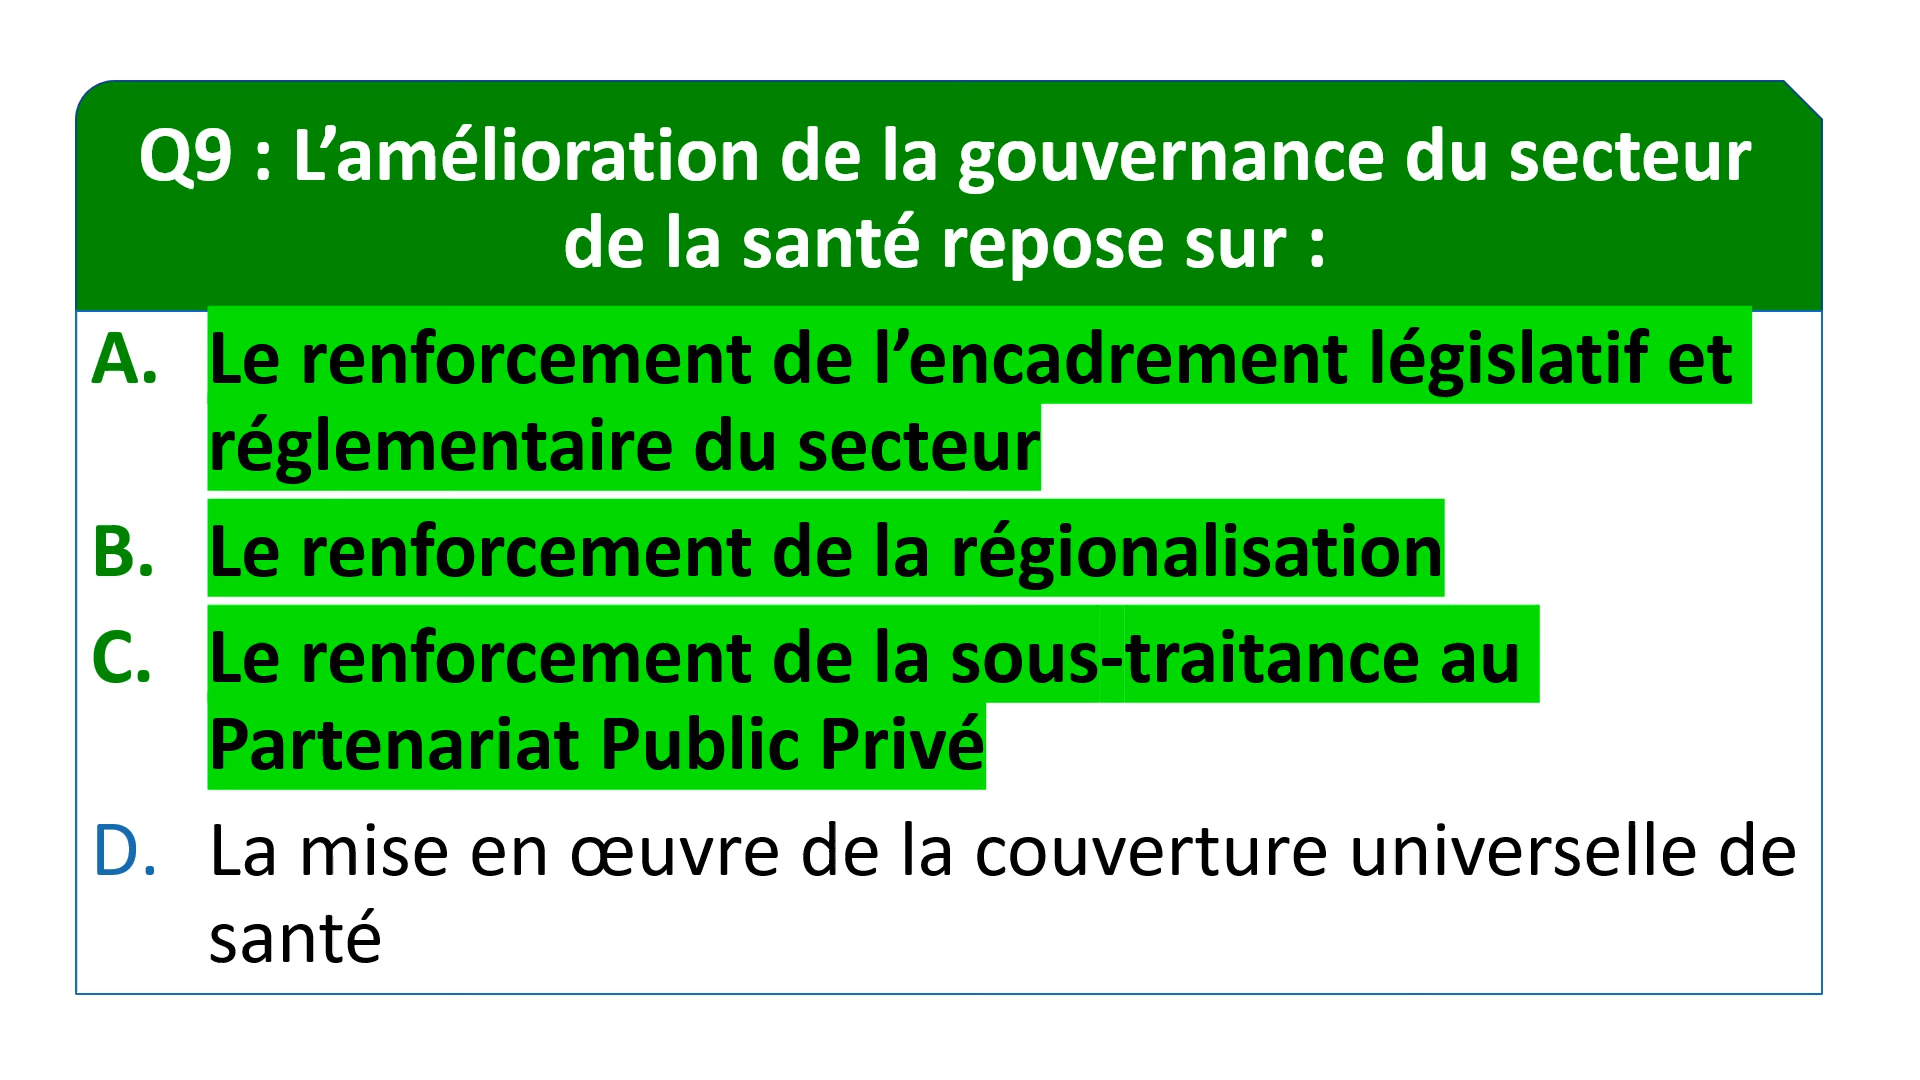 Q9 : L’amélioration de la gouvernance du secteur
de la santé repose sur :
A. Le renforcement de l’encadrement législatif et
réglementaire du secteur
B. Le renforcement de la régionalisation
C. Le renforcement de la sous-traitance au
Partenariat Public Privé
D. La mise en œuvre de la couverture universelle de
santé